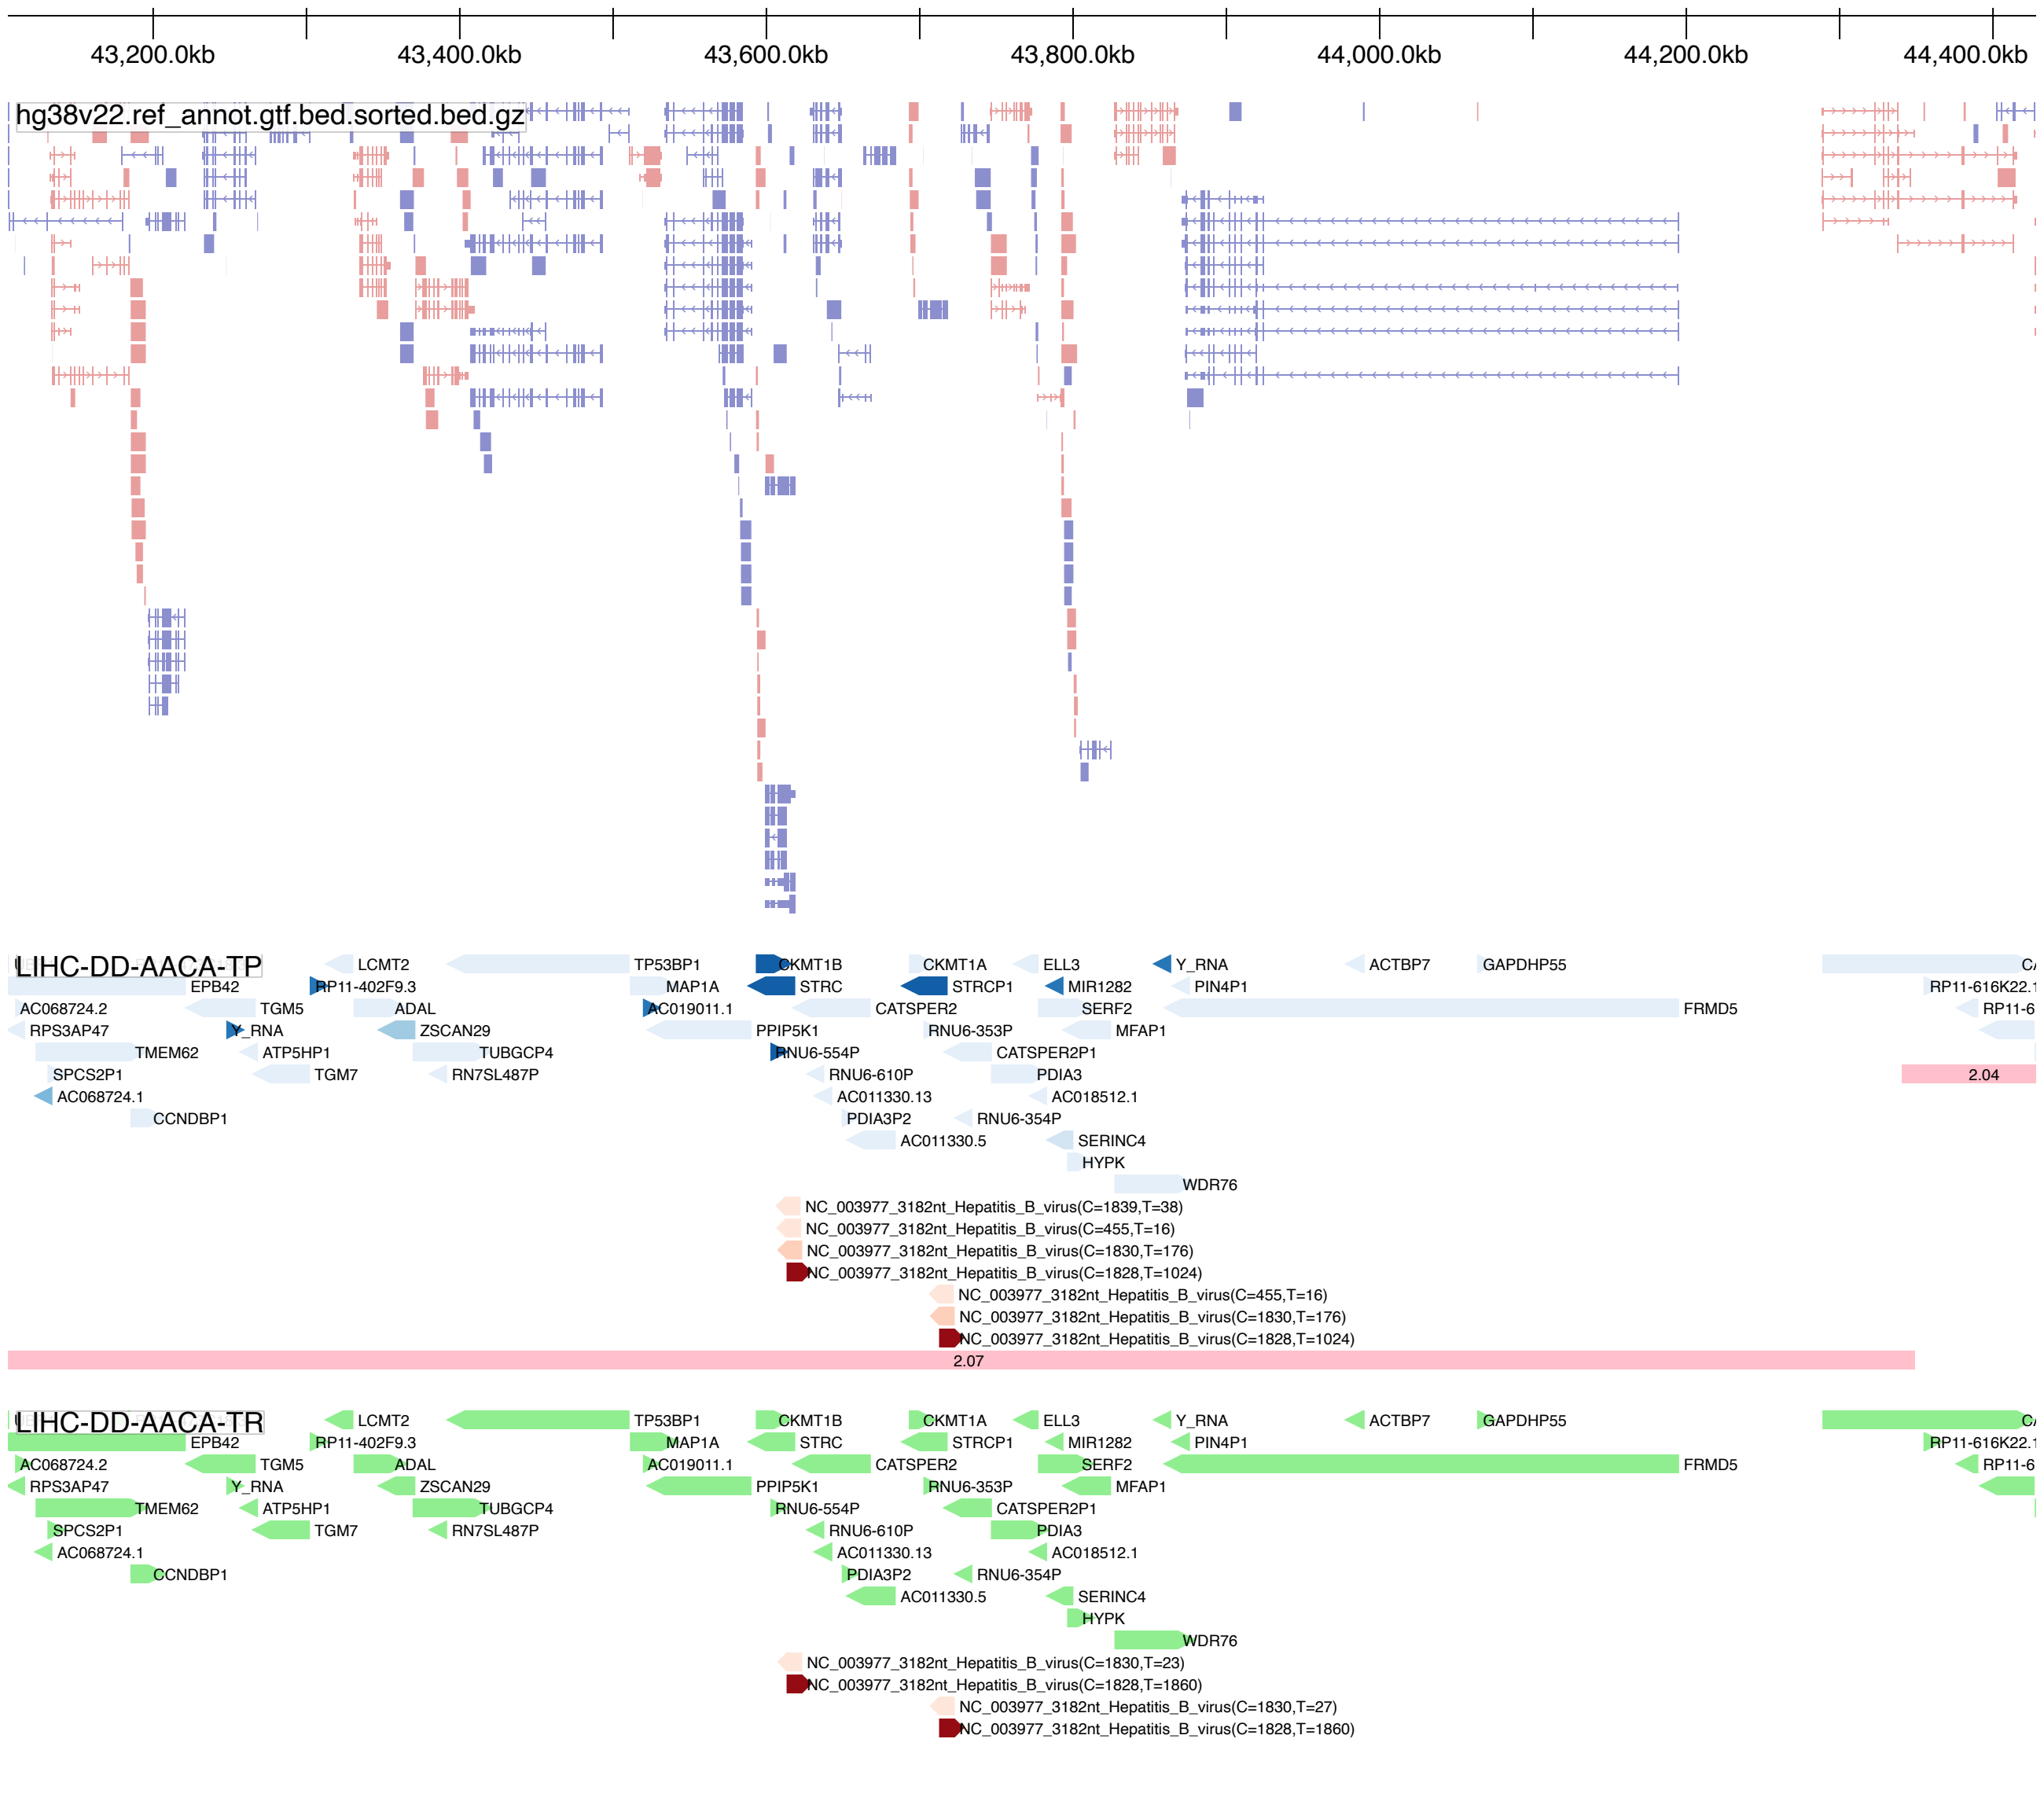 43,200.0kb 43,400.0kb 43,600.0kb 43,800.0kb 44,000.0kb 44,200.0kb 44,400.0kb
hg38v22.ref_annot.gtf.bed.sorted.bed.gz
LIHC-DD-AACA-TP
LCMT2 TP53BP1 CKMT1B CKMT1A ELL3 Y_RNA ACTBP7 GAPDHP55
EPB42 RP11-402F9.3 MAP1A STRC STRCP1 MIR1282 PIN4P1 RP11-616K22.1
AC068724.2 TGM5 ADAL AC019011.1 CATSPER2 SERF2 FRMD5 RP11-6
RPS3AP47 Y_RNA ZSCAN29 PPIP5K1 RNU6-353P MFAP1
TMEM62 ATP5HP1 TUBGCP4 RNU6-554P CATSPER2P1
SPCS2P1 TGM7 RN7SL487P RNU6-610P PDIA3 2.04
AC068724.1 AC011330.13 AC018512.1
CCNDBP1 PDIA3P2 RNU6-354P
AC011330.5 SERINC4
HYPK
WDR76
NC_003977_3182nt_Hepatitis_B_virus(C=1839,T=38)
NC_003977_3182nt_Hepatitis_B_virus(C=455,T=16)
NC_003977_3182nt_Hepatitis_B_virus(C=1830,T=176)
NC_003977_3182nt_Hepatitis_B_virus(C=1828,T=1024)
NC_003977_3182nt_Hepatitis_B_virus(C=455,T=16)
NC_003977_3182nt_Hepatitis_B_virus(C=1830,T=176)
NC_003977_3182nt_Hepatitis_B_virus(C=1828,T=1024)
2.07
LIHC-DD-AACA-TR
LCMT2 TP53BP1 CKMT1B CKMT1A ELL3 Y_RNA ACTBP7 GAPDHP55
EPB42 RP11-402F9.3 MAP1A STRC STRCP1 MIR1282 PIN4P1 RP11-616K22.1
AC068724.2 TGM5 ADAL AC019011.1 CATSPER2 SERF2 FRMD5 RP11-6
RPS3AP47 Y_RNA ZSCAN29 PPIP5K1 RNU6-353P MFAP1
TMEM62 ATP5HP1 TUBGCP4 RNU6-554P CATSPER2P1
SPCS2P1 TGM7 RN7SL487P RNU6-610P PDIA3
AC068724.1 AC011330.13 AC018512.1
CCNDBP1 PDIA3P2 RNU6-354P
AC011330.5 SERINC4
HYPK
WDR76
NC_003977_3182nt_Hepatitis_B_virus(C=1830,T=23)
NC_003977_3182nt_Hepatitis_B_virus(C=1828,T=1860)
NC_003977_3182nt_Hepatitis_B_virus(C=1830,T=27)
NC_003977_3182nt_Hepatitis_B_virus(C=1828,T=1860)